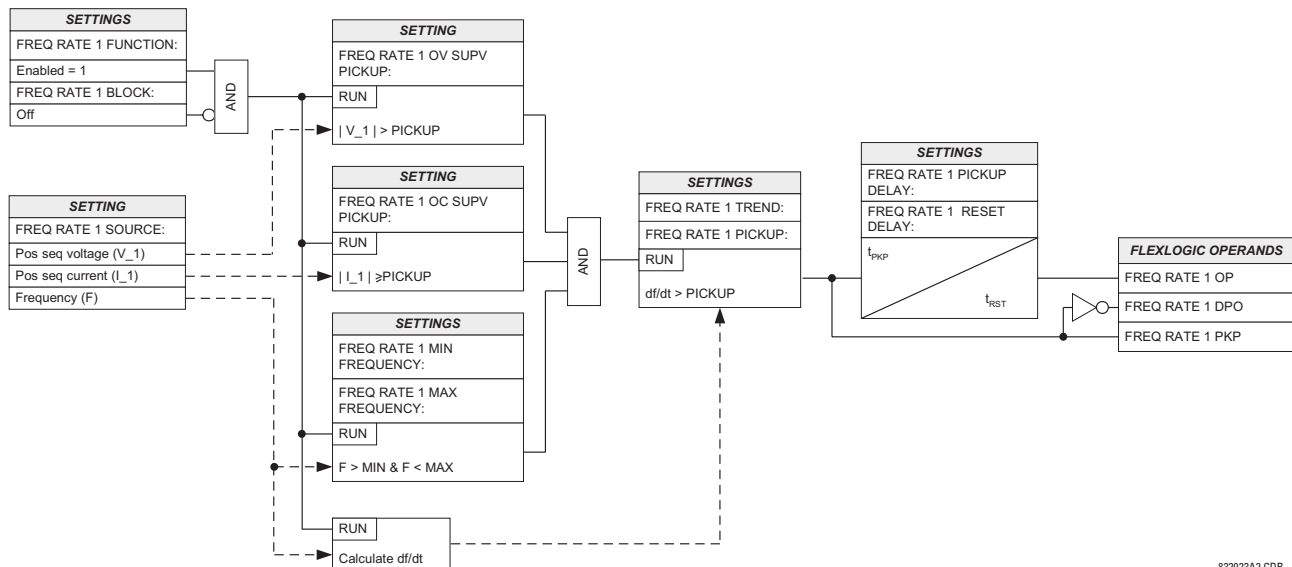 SETTINGS
FREQ RATE 1 FUNCTION:
Enabled = 1
FREQ RATE 1 BLOCK:
Off
AND
SETTING
FREQ RATE 1 SOURCE:
Pos seq voltage (V_1)
Pos seq current (I_1)
Frequency (F)
SETTING
FREQ RATE 1 OV SUPV
PICKUP:
RUN
| V_1 | > PICKUP
SETTING
FREQ RATE 1 OC SUPV
PICKUP:
RUN
| I_1 | ⩾PICKUP
SETTINGS
FREQ RATE 1 MIN
FREQUENCY:
FREQ RATE 1 MAX
FREQUENCY:
RUN
F > MIN & F < MAX
RUN
Calculate df/dt
AND
SETTINGS
FREQ RATE 1 TREND:
FREQ RATE 1 PICKUP:
RUN
df/dt > PICKUP
SETTINGS
FREQ RATE 1 PICKUP
DELAY:
FREQ RATE 1 RESET
DELAY:
tPKP
tRST
FLEXLOGIC OPERANDS
FREQ RATE 1 OP
FREQ RATE 1 DPO
FREQ RATE 1 PKP
832023A2.CDR